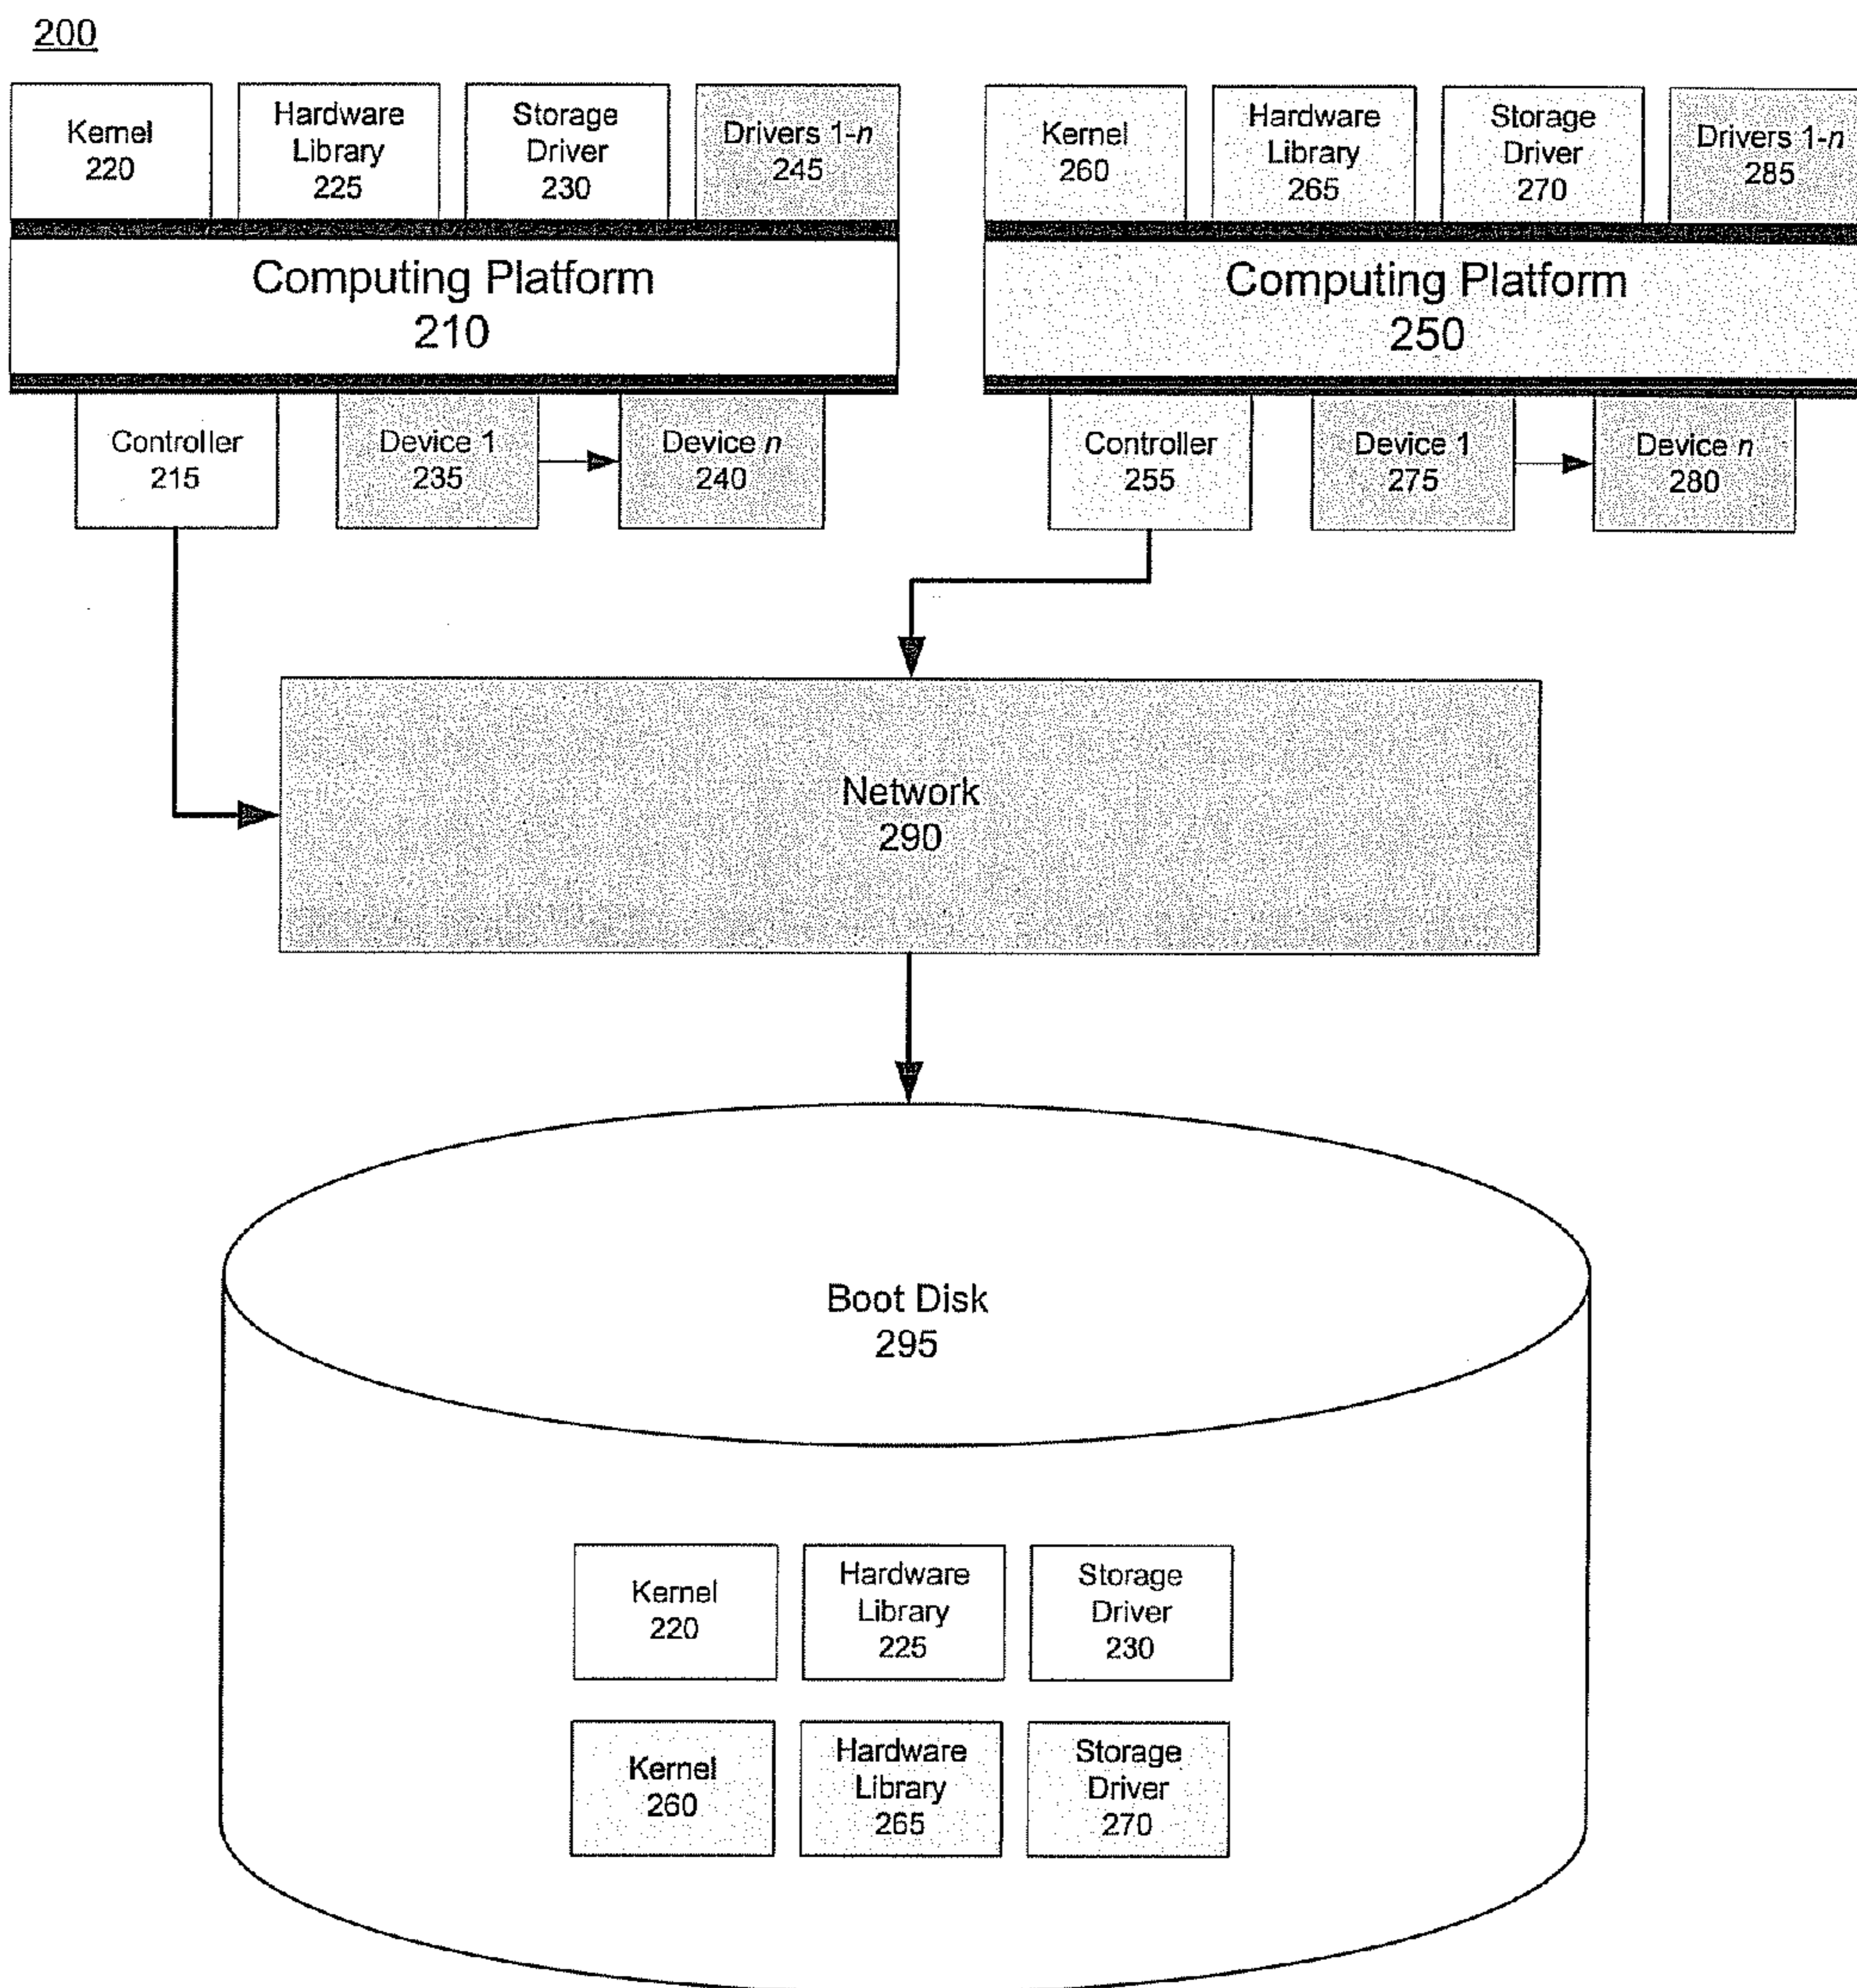 200
Kernel
220
Hardware
Library
225
Storage
Driver
230
Drivers 1-n
245
Computing Platform
210
Controller
215
Device 1
235
Device n
240
Kernel
260
Hardware
Library
265
Storage
Driver
270
Drivers 1-n
285
Computing Platform
250
Controller
255
Device 1
275
Device n
280
Network
290
Boot Disk
295
Kernel
220
Hardware
Library
225
Storage
Driver
230
Kernel
260
Hardware
Library
265
Storage
Driver
270